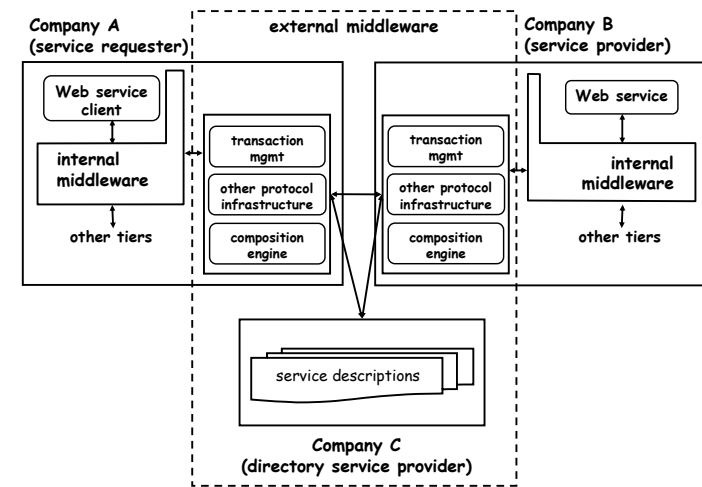 Company A
(service requester)
external middleware
Company B
(service provider)
Web service
client
internal
middleware
other tiers
transaction
mgmt
other protocol
infrastructure
composition
engine
transaction
mgmt
other protocol
infrastructure
composition
engine
Web service
internal
middleware
other tiers
service descriptions
Company C
(directory service provider)